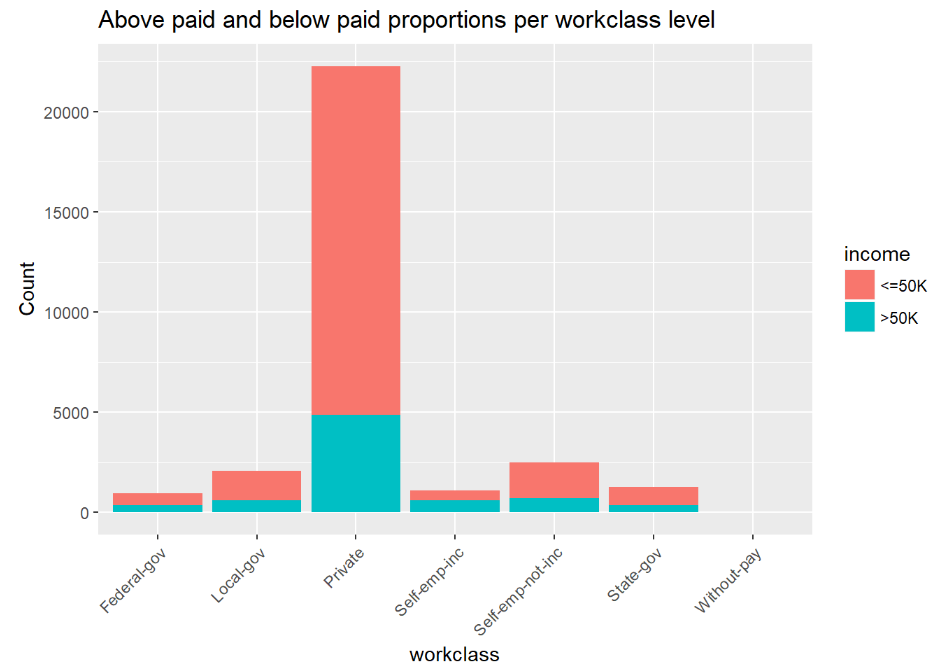 Above paid and below paid proportions per workclass level
Count
20000
15000
10000
5000
0
Federal-gov
Local-gov
Private
Self-emp-inc
Self-emp-not-inc
State-gov
Without-pay
workclass
income
<=50K
>50K